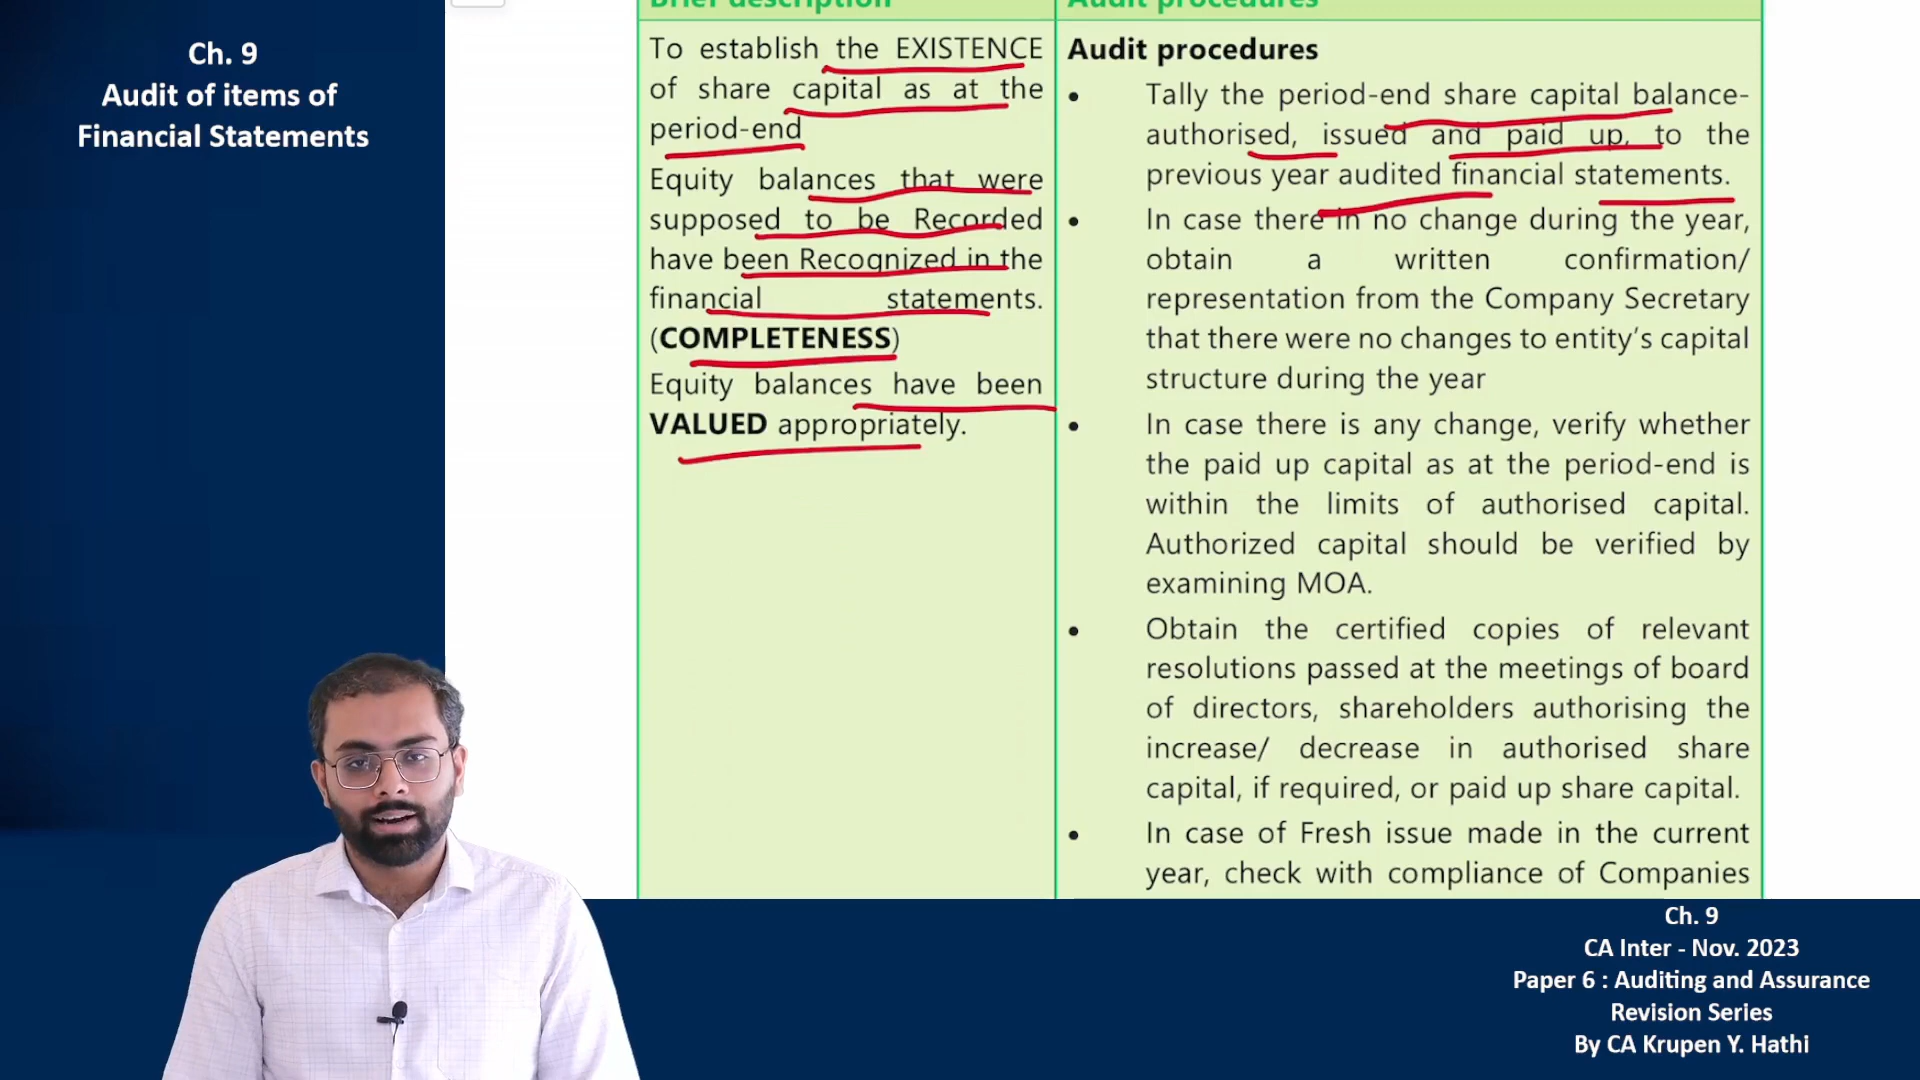 Ch. 9
Audit of items of
Financial Statements
Brief description
To establish the EXISTENCE
of share capital as at the
period-end
Equity balances that were
supposed to be Recorded
have been Recognized in the
financial statements.
(COMPLETENESS)
Equity balances have been
VALUED appropriately.
Audit procedures
Audit procedures
• Tally the period-end share capital balance-
authorised, issued and paid up, to the
previous year audited financial statements.
• In case there in no change during the year,
obtain a written confirmation/
representation from the Company Secretary
that there were no changes to entity's capital
structure during the year
• In case there is any change, verify whether
the paid up capital as at the period-end is
within the limits of authorised capital.
Authorized capital should be verified by
examining MOA.
• Obtain the certified copies of relevant
resolutions passed at the meetings of board
of directors, shareholders authorising the
increase/ decrease in authorised share
capital, if required, or paid up share capital.
• In case of Fresh issue made in the current
year, check with compliance of Companies
Ch. 9
CA Inter - Nov. 2023
Paper 6 : Auditing and Assurance
Revision Series
By CA Krupen Y. Hathi